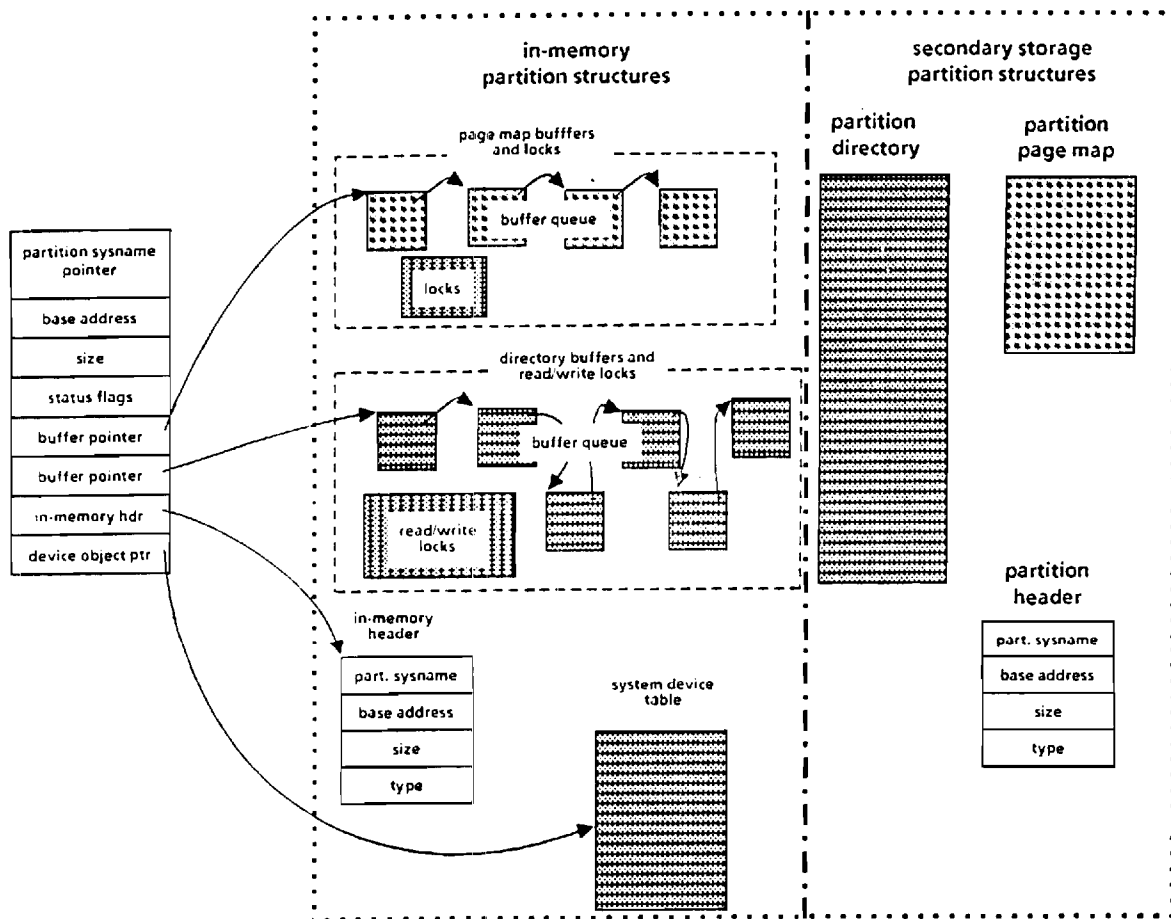 in-memory
partition structures
secondary storage
partition structures
page map bufffers
and locks
buffer queue
locks
partition
directory
partition
page map
partition sysname
pointer
base address
size
status flags
buffer pointer
buffer pointer
in-memory hdr
device object ptr
directory buffers and
read/write locks
buffer queue
read/write
locks
in-memory
header
part. sysname
base address
size
type
system device
table
partition
header
part. sysname
base address
size
type